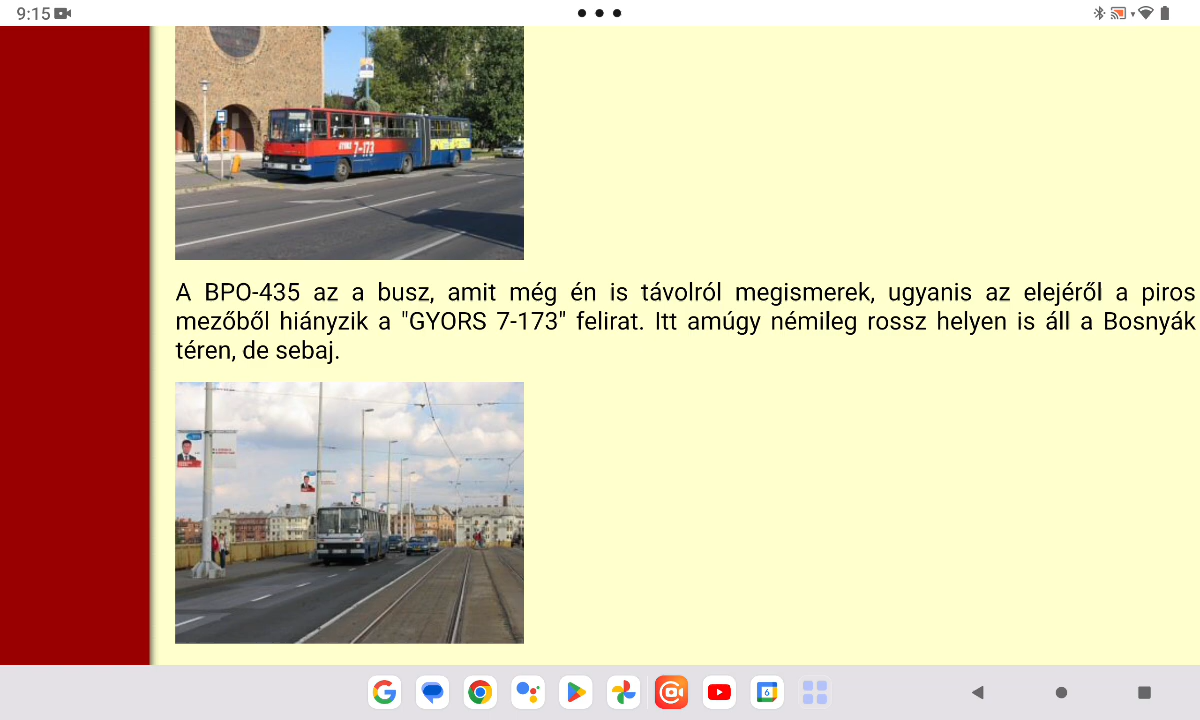 9:15
GYORS 7-173
A BPO-435 az a busz, amit még én is távolról megismerek, ugyanis az elejéről a piros
mezőből hiányzik a "GYORS 7-173" felirat. Itt amúgy némileg rossz helyen is áll a Bosnyák
téren, de sebaj.
6